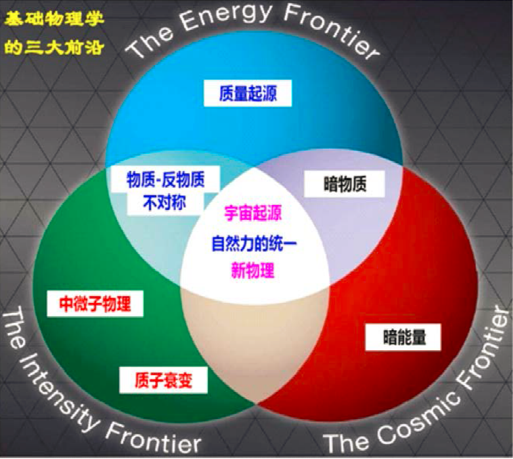 基础物理学
的三大前沿
The Energy Frontier
质量起源
物质-反物质
不对称
暗物质
宇宙起源
自然力的统一
新物理
中微子物理
暗能量
质子衰变
The Intensity Frontier
The Cosmic Frontier